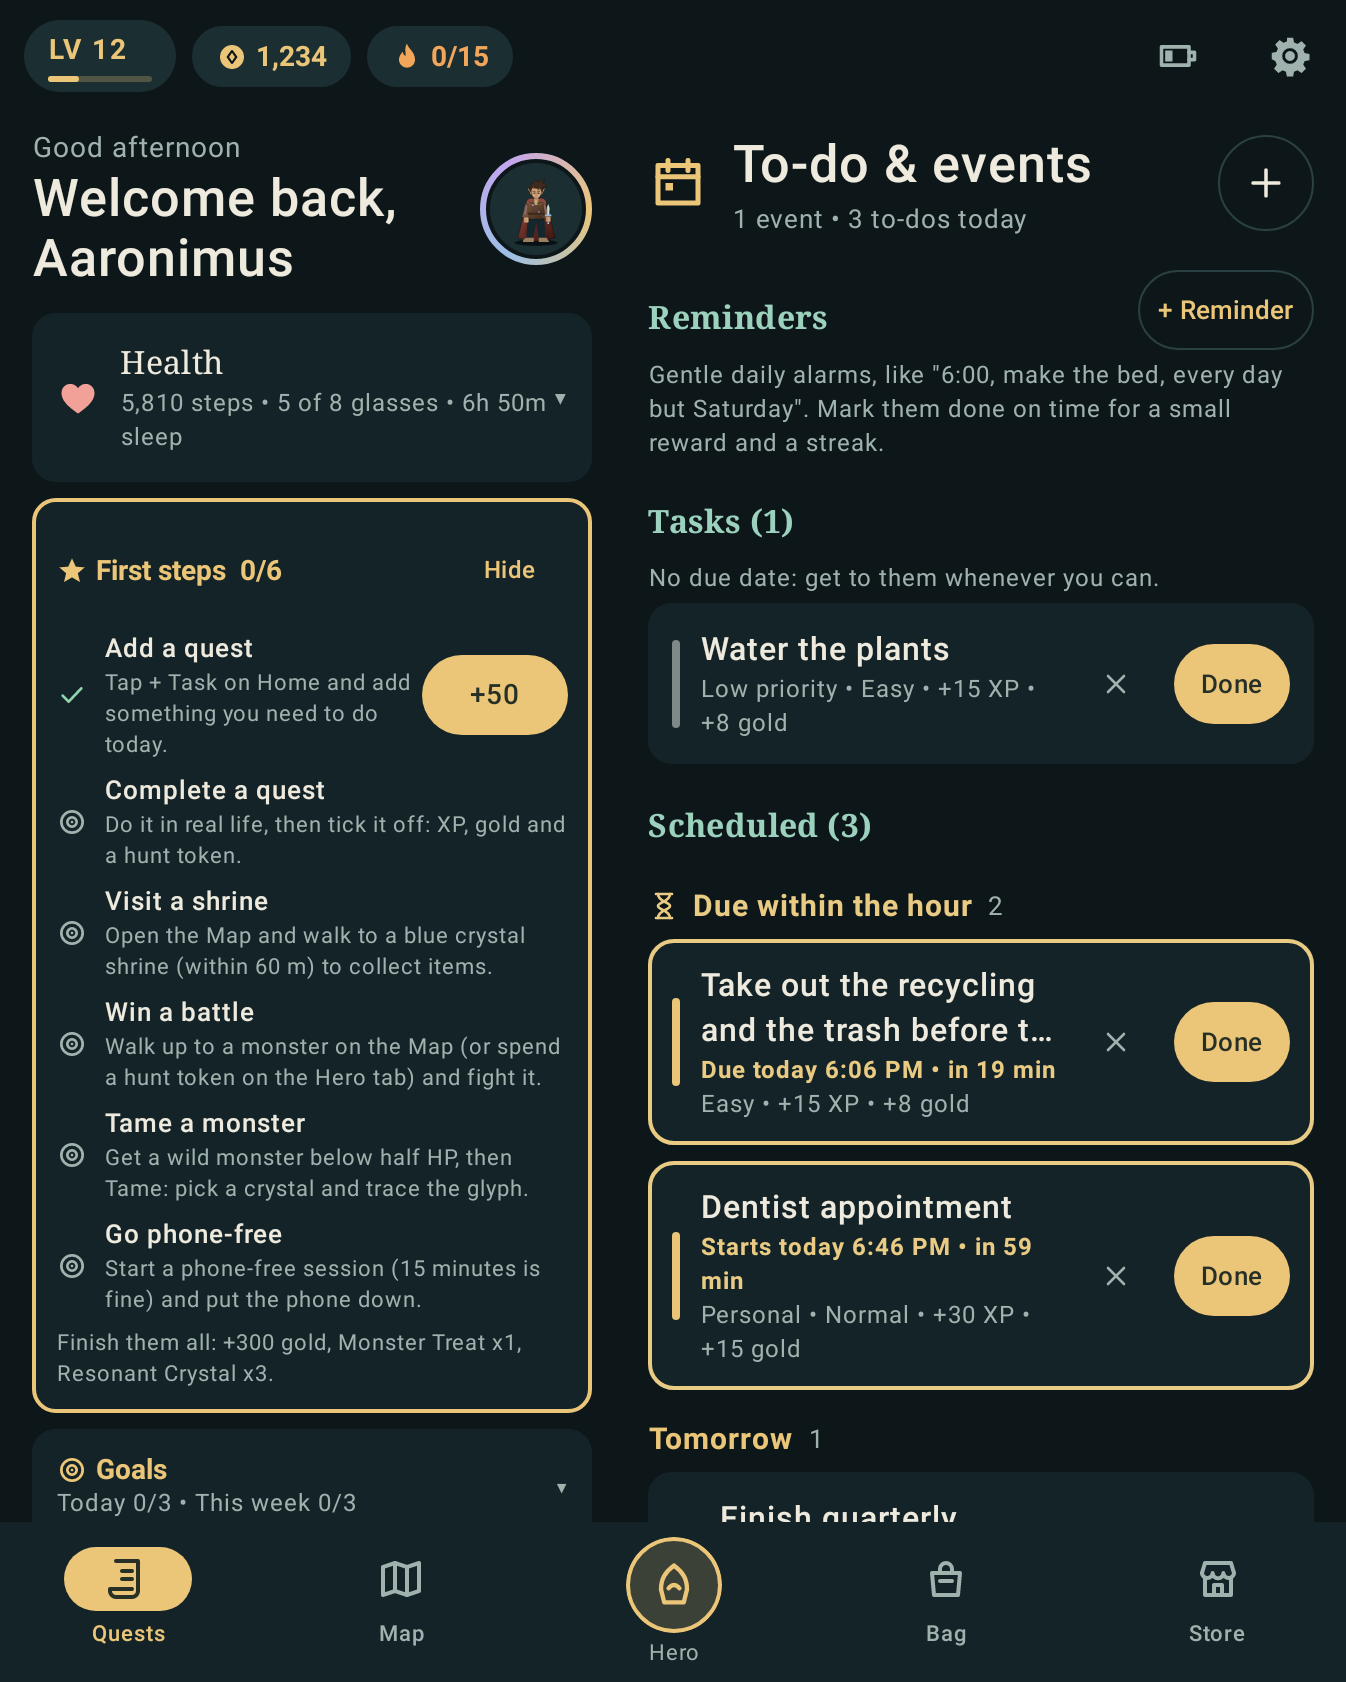 LV 12
1,234
0/15
Good afternoon
Welcome back,
Aaronimus
Health
5,810 steps • 5 of 8 glasses • 6h 50m
sleep
First steps 0/6
Hide
Add a quest
Tap + Task on Home and add
something you need to do
today.
+50
Complete a quest
Do it in real life, then tick it off: XP, gold and
a hunt token.
Visit a shrine
Open the Map and walk to a blue crystal
shrine (within 60 m) to collect items.
Win a battle
Walk up to a monster on the Map (or spend
a hunt token on the Hero tab) and fight it.
Tame a monster
Get a wild monster below half HP, then
Tame: pick a crystal and trace the glyph.
Go phone-free
Start a phone-free session (15 minutes is
fine) and put the phone down.
Finish them all: +300 gold, Monster Treat x1,
Resonant Crystal x3.
Goals
Today 0/3 • This week 0/3
To-do & events
1 event • 3 to-dos today
Reminders
+ Reminder
Gentle daily alarms, like "6:00, make the bed, every day
but Saturday". Mark them done on time for a small
reward and a streak.
Tasks (1)
No due date: get to them whenever you can.
Water the plants
Low priority • Easy • +15 XP •
+8 gold
Done
Scheduled (3)
Due within the hour 2
Take out the recycling
and the trash before t…
Due today 6:06 PM • in 19 min
Easy • +15 XP • +8 gold
Done
Dentist appointment
Starts today 6:46 PM • in 59
min
Personal • Normal • +30 XP •
+15 gold
Done
Tomorrow 1
Finish quarterly
Quests
Map
Hero
Bag
Store